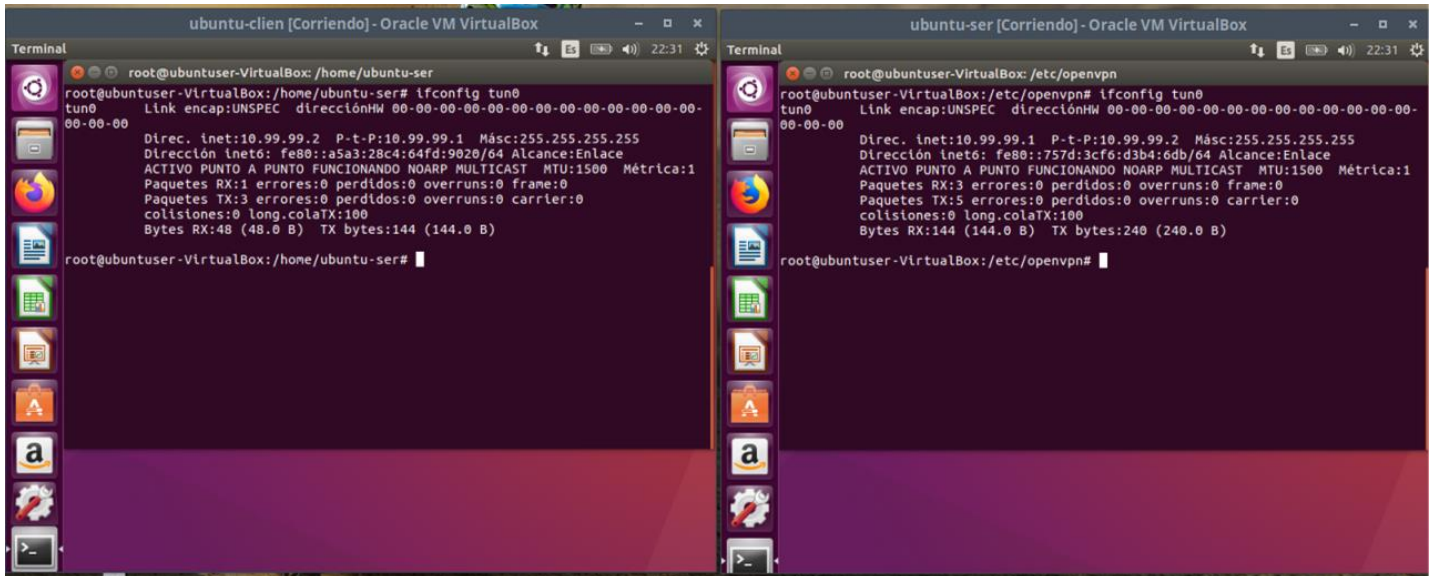 ubuntu-clien [Corriendo] - Oracle VM VirtualBox
Terminal
Es
22:31
root@ubuntuser-VirtualBox: /home/ubuntu-ser
root@ubuntuser-VirtualBox:/home/ubuntu-ser# ifconfig tun0
tun0      Link encap:UNSPEC  direcciónHW 00-00-00-00-00-00-00-00-00-00-00-00-00-
00-00-00
          Direc. inet:10.99.99.2  P-t-P:10.99.99.1  Másc:255.255.255.255
          Dirección inet6: fe80::a5a3:28c4:64fd:9020/64 Alcance:Enlace
          ACTIVO PUNTO A PUNTO FUNCIONANDO NOARP MULTICAST  MTU:1500  Métrica:1
          Paquetes RX:1 errores:0 perdidos:0 overruns:0 frame:0
          Paquetes TX:3 errores:0 perdidos:0 overruns:0 carrier:0
          colisiones:0 long.colaTX:100
          Bytes RX:48 (48.0 B)  TX bytes:144 (144.0 B)
root@ubuntuser-VirtualBox:/home/ubuntu-ser#
ubuntu-ser [Corriendo] - Oracle VM VirtualBox
Terminal
Es
22:31
root@ubuntuser-VirtualBox: /etc/openvpn
root@ubuntuser-VirtualBox:/etc/openvpn# ifconfig tun0
tun0      Link encap:UNSPEC  direcciónHW 00-00-00-00-00-00-00-00-00-00-00-00-00-
00-00-00
          Direc. inet:10.99.99.1  P-t-P:10.99.99.2  Másc:255.255.255.255
          Dirección inet6: fe80::757d:3cf6:d3b4:6db/64 Alcance:Enlace
          ACTIVO PUNTO A PUNTO FUNCIONANDO NOARP MULTICAST  MTU:1500  Métrica:1
          Paquetes RX:3 errores:0 perdidos:0 overruns:0 frame:0
          Paquetes TX:5 errores:0 perdidos:0 overruns:0 carrier:0
          colisiones:0 long.colaTX:100
          Bytes RX:144 (144.0 B)  TX bytes:240 (240.0 B)
root@ubuntuser-VirtualBox:/etc/openvpn#